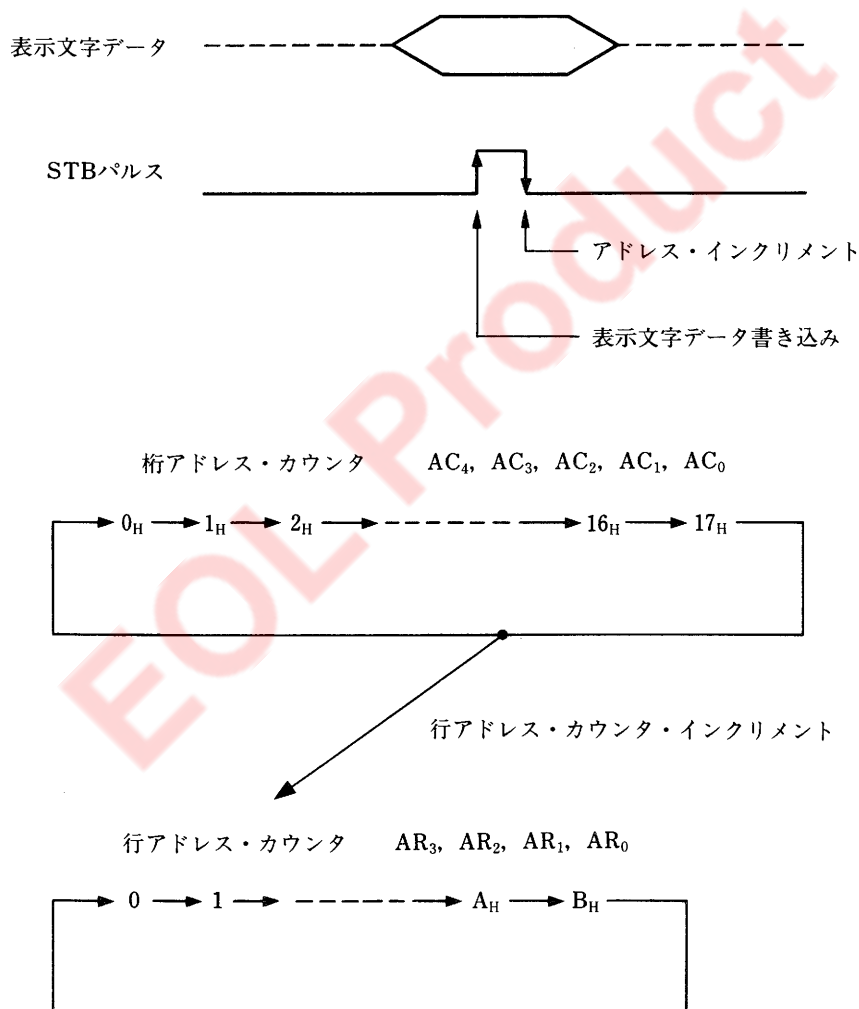 表示文字データ
STBパルス
アドレス・インクリメント
表示文字データ書き込み
桁アドレス・カウンタ AC₄, AC₃, AC₂, AC₁, AC₀
0H 1H 2H 16H 17H
行アドレス・カウンタ・インクリメント
行アドレス・カウンタ AR₃, AR₂, AR₁, AR₀
0 1 AH BH
EOL Product